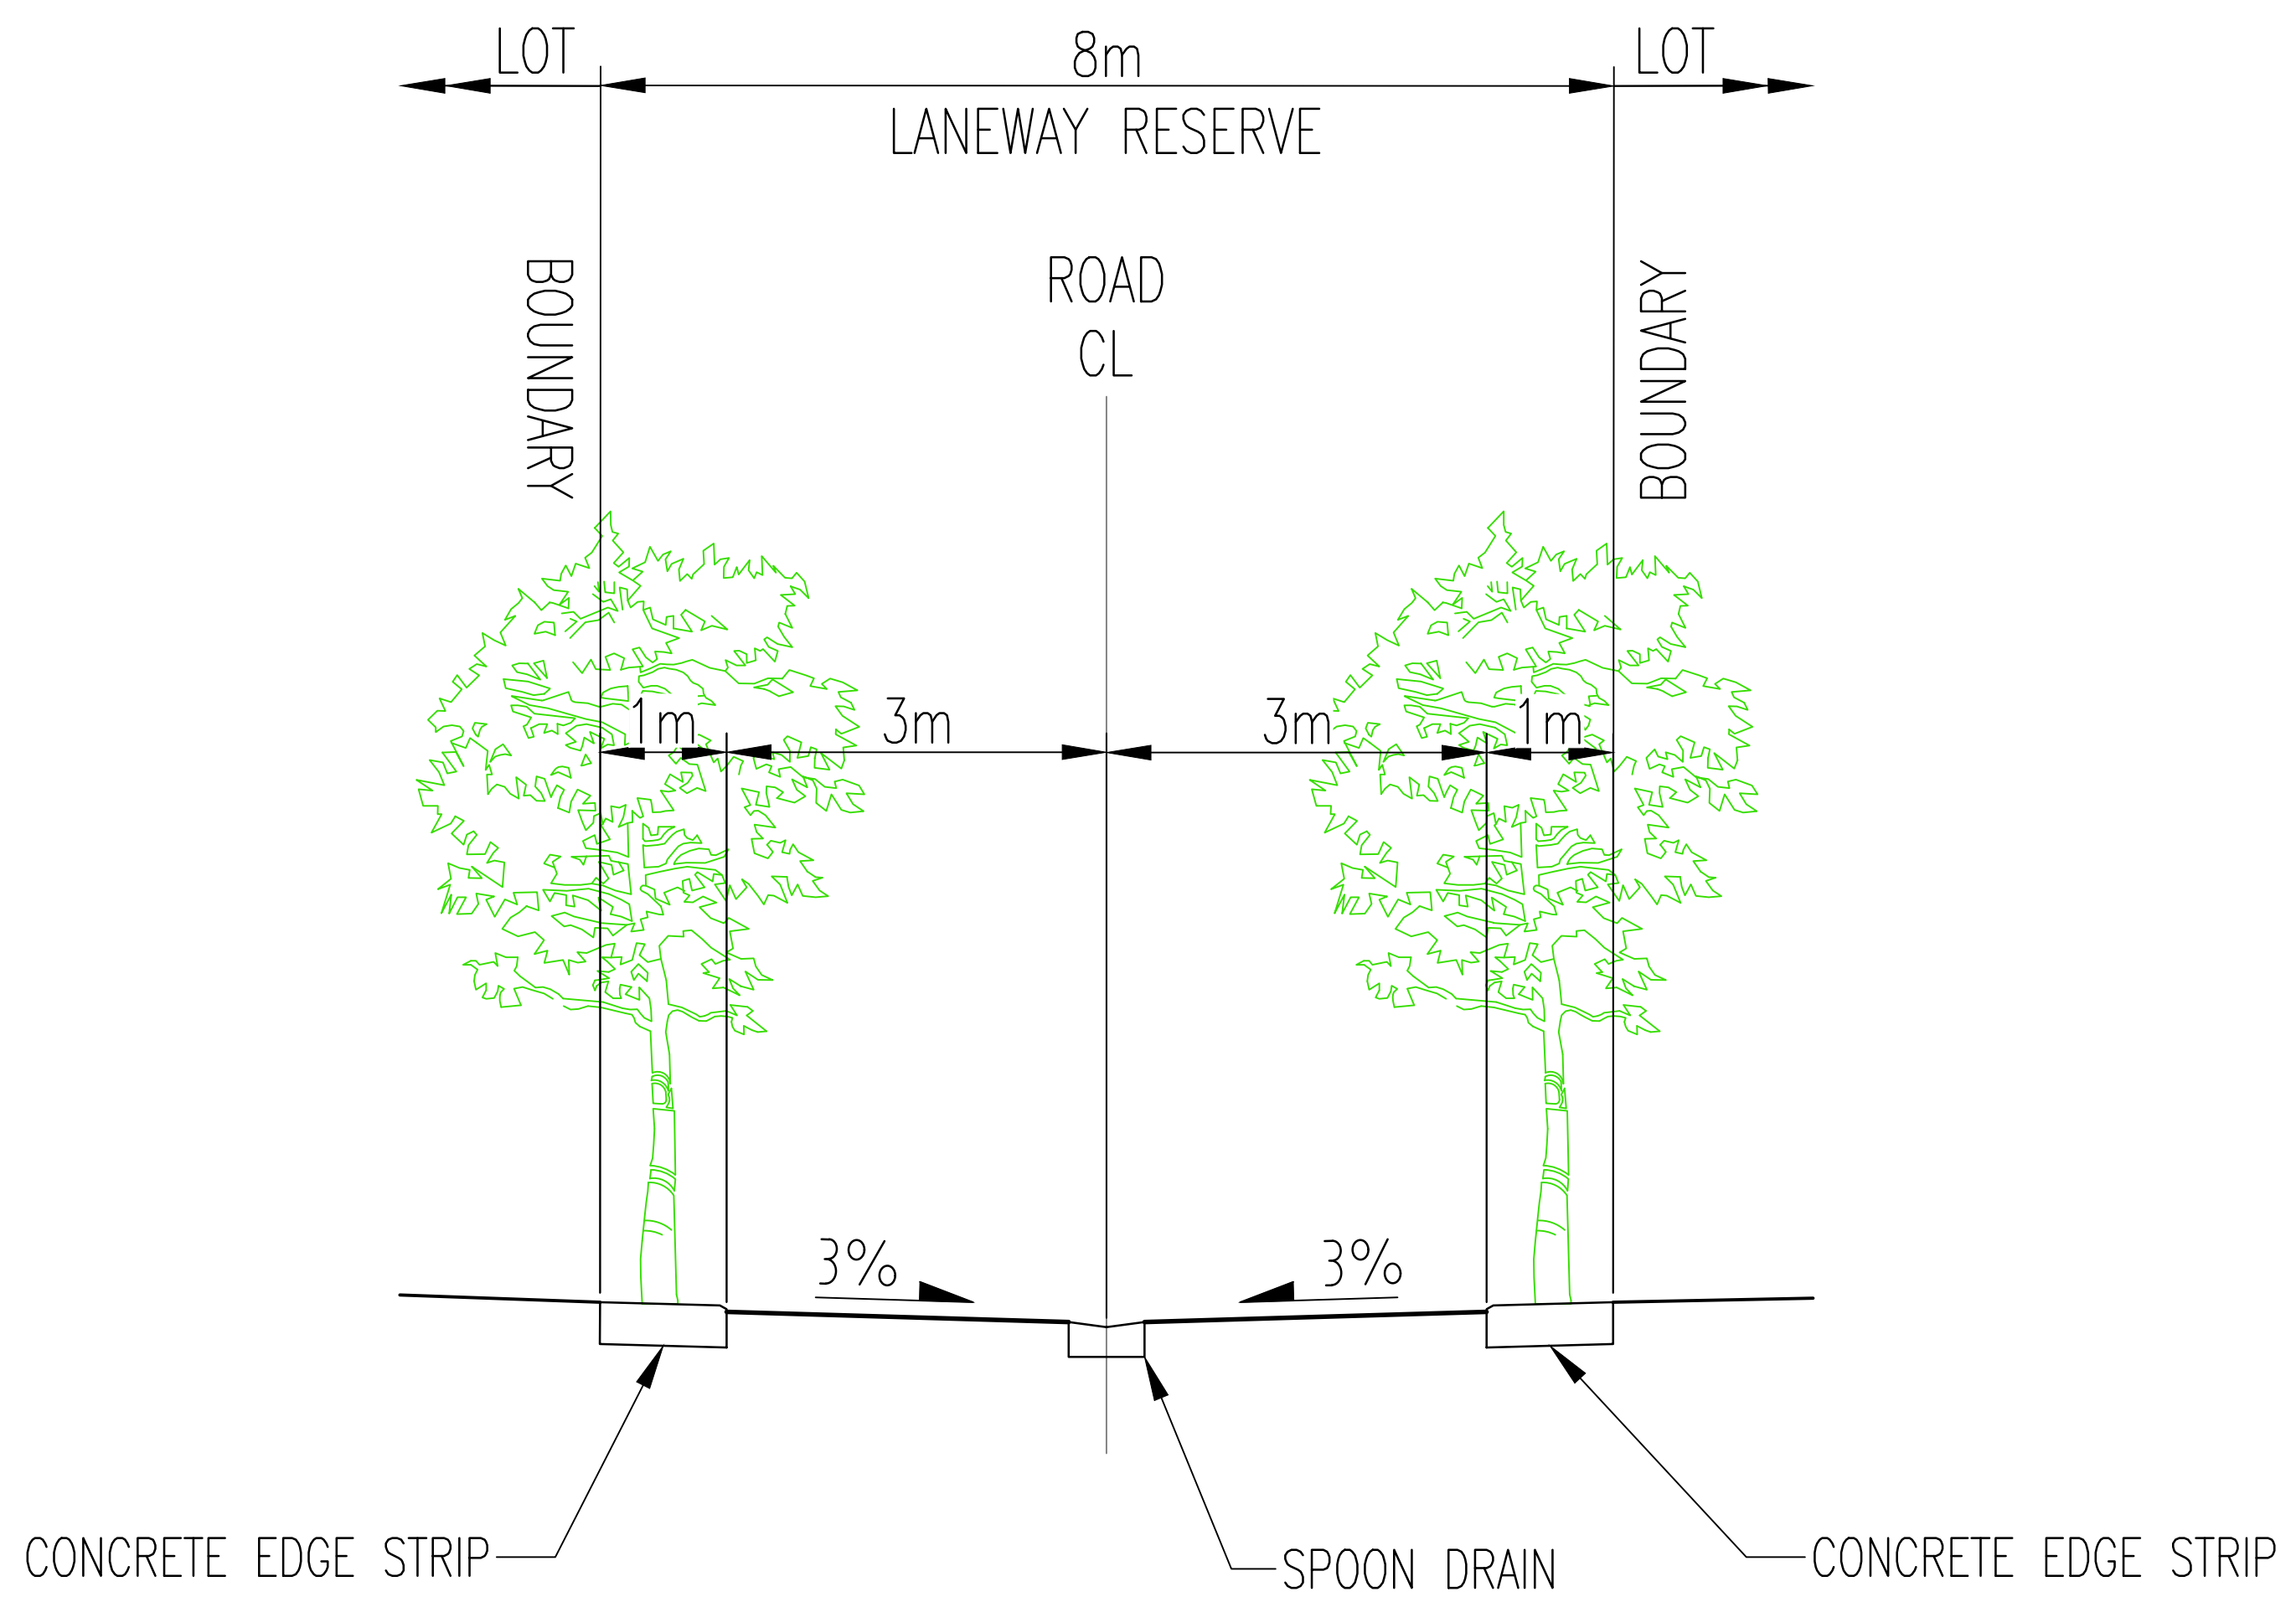 LOT
8m
LOT
LANEWAY RESERVE
BOUNDARY
ROAD
CL
BOUNDARY
1m
3m
3m
1m
3%
3%
CONCRETE EDGE STRIP
SPOON DRAIN
CONCRETE EDGE STRIP